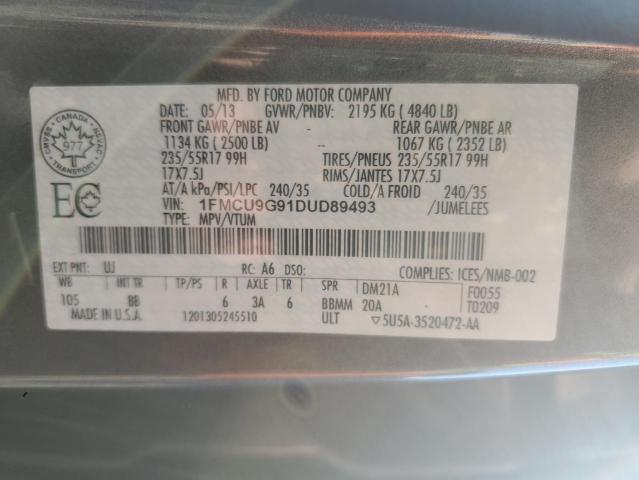 MFD. BY FORD MOTOR COMPANY
DATE: 05/13 GVWR/PNBV: 2195 KG ( 4840 LB)
FRONT GAWR/PNBE AV - REAR GAWR/PNBE AR -
1134 KG ( 2500 LB) 1067 KG ( 2352 LB)
235/55R17 99H TIRES/PNEUS 235/55R17 99H
17X7.5J RIMS/JANTES 17X7.5J
AT/A kPa/PSI/LPC 240/35 COLD/A FROID 240/35
VIN: 1FMCU9G91DUD89493 /JUMELEES
TYPE: MPV/VTUM
CANADA
CMVSS NSVAC
977
TRANSPORT
EC
EXT PNT: UJ RC: A6 DSO: COMPLIES: ICES/NMB-002
WB TP/PS R AXLE TR SPR DM21A F0055
105 BB 6 3A 6 BBMM 20A T0209
MADE IN U.S.A. 1201305245510 ULT ▽5U5A-3520472-AA